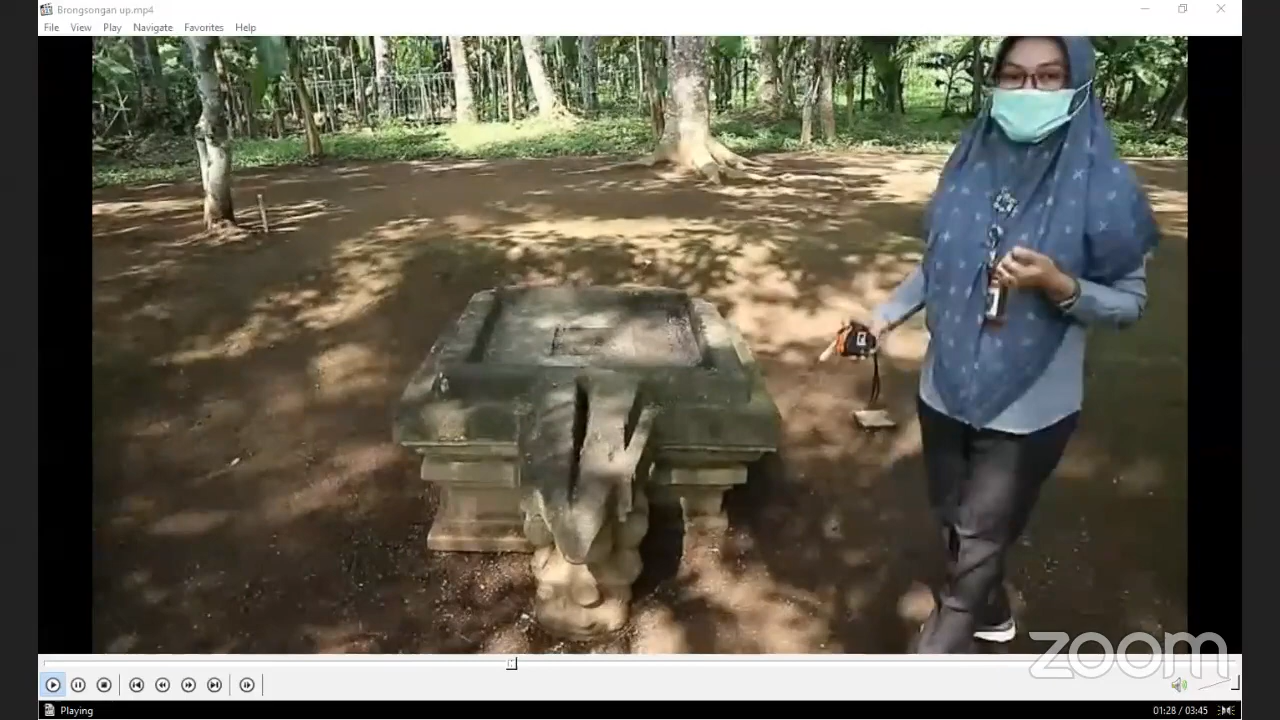 Brongsongan up.mp4
File View Play Navigate Favorites Help
zoom
Playing
01:28 / 03:45